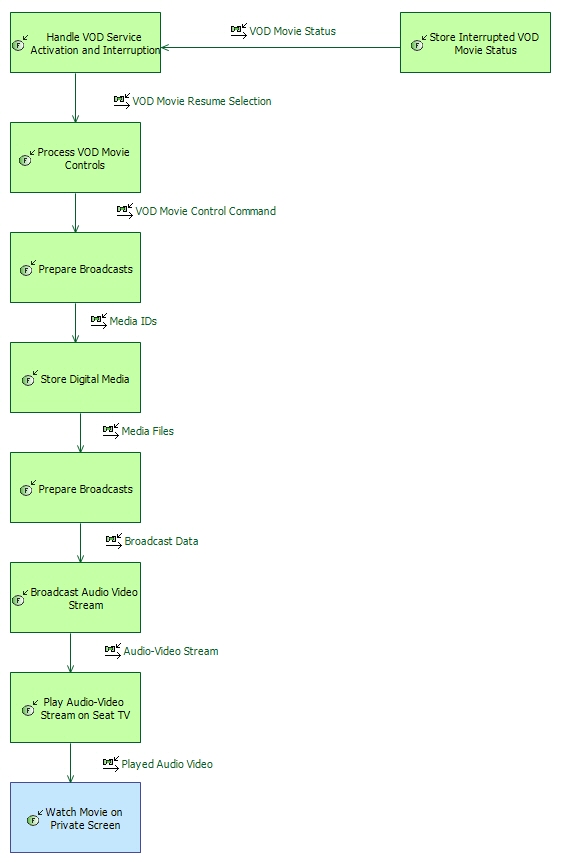 Handle VOD Service
Activation and Interruption
VOD Movie Status
Store Interrupted VOD
Movie Status
VOD Movie Resume Selection
Process VOD Movie
Controls
VOD Movie Control Command
Prepare Broadcasts
Media IDs
Store Digital Media
Media Files
Prepare Broadcasts
Broadcast Data
Broadcast Audio Video
Stream
Audio-Video Stream
Play Audio-Video
Stream on Seat TV
Played Audio Video
Watch Movie on
Private Screen